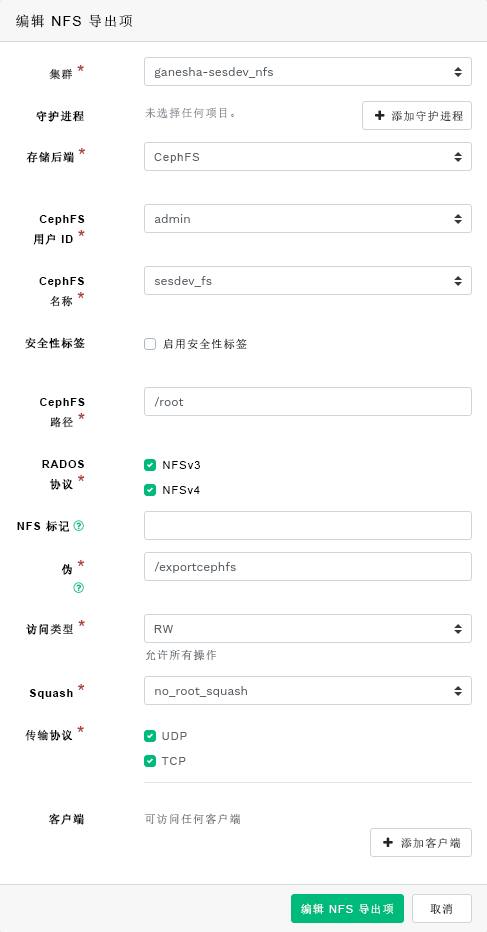 编辑 NFS 导出项
集群 *
ganesha-sesdev_nfs
守护进程
未选择任何项目。
添加守护进程
存储后端 *
CephFS
CephFS
用户 ID *
admin
CephFS
名称 *
sesdev_fs
安全性标签
启用安全性标签
CephFS
路径 *
/root
RADOS
协议 *
NFSv3
NFSv4
NFS 标记
伪 *
/exportcephfs
访问类型 *
RW
允许所有操作
Squash *
no_root_squash
传输协议 *
UDP
TCP
客户端
可访问任何客户端
添加客户端
编辑 NFS 导出项
取消